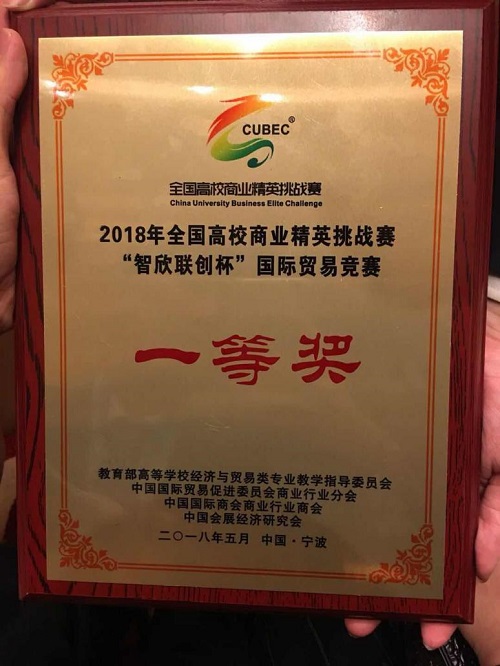 CUBEC®
全国高校商业精英挑战赛
China University Business Elite Challenge
2018年全国高校商业精英挑战赛
“智欣联创杯”国际贸易竞赛
一等奖
教育部高等学校经济与贸易类专业教学指导委员会
中国国际贸易促进委员会商业行业分会
中国国际商会商业行业商会
中国会展经济研究会
二〇一八年五月 中国·宁波